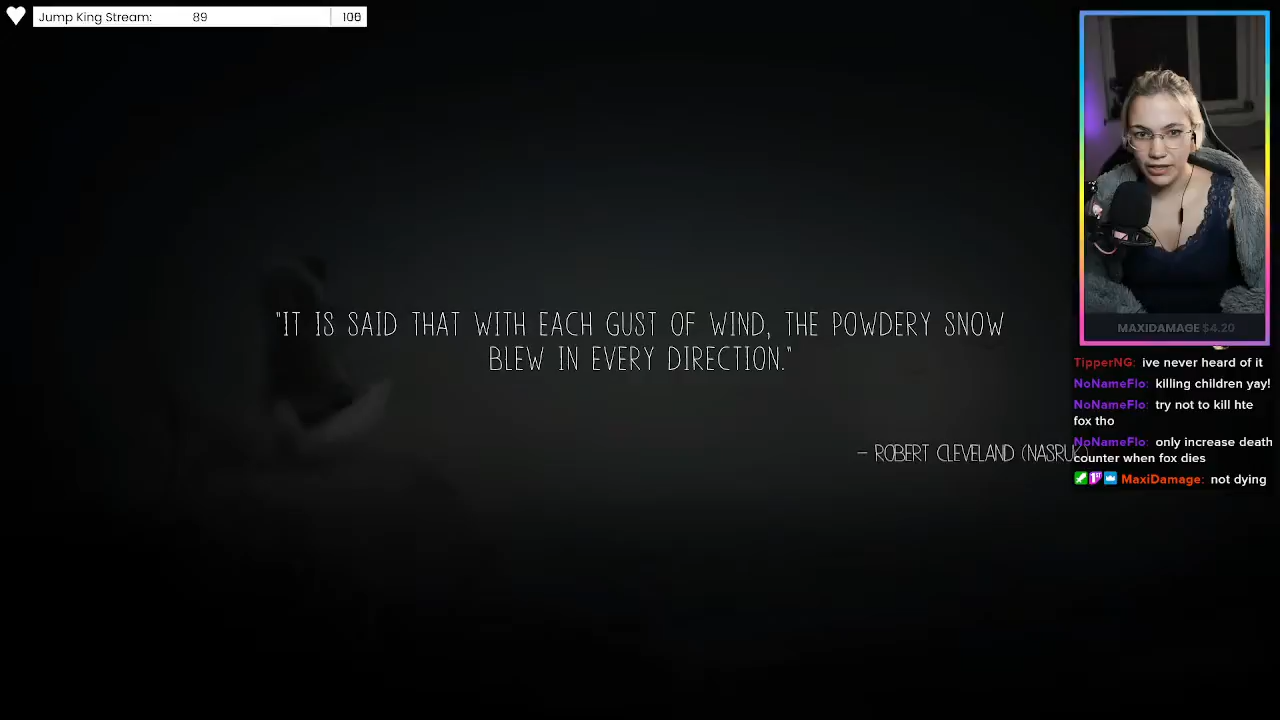 Jump King Stream: 89 106
"IT IS SAID THAT WITH EACH GUST OF WIND, THE POWDERY SNOW
BLEW IN EVERY DIRECTION."
– ROBERT CLEVELAND (NASRUK)
MAXIDAMAGE $4.20
TipperNG: ive never heard of it
NoNameFlo: killing children yay!
NoNameFlo: try not to kill hte
fox tho
NoNameFlo: only increase death
counter when fox dies
MaxiDamage: not dying